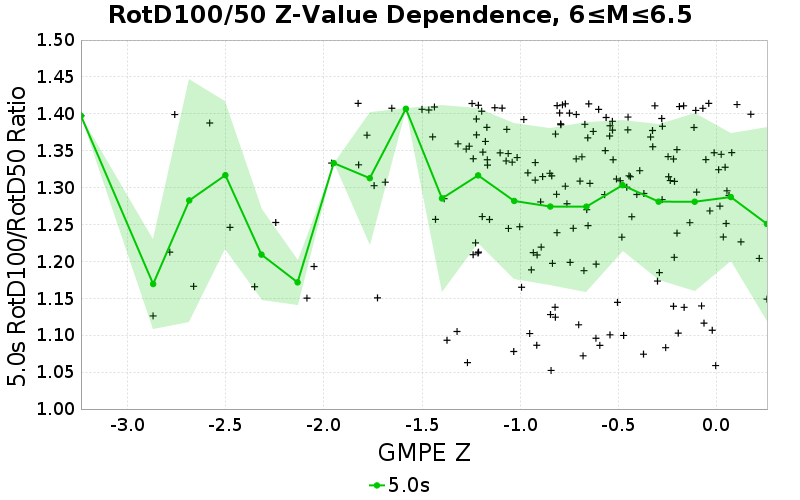 RotD100/50 Z-Value Dependence, 6≤M≤6.5
1.50
1.45
1.40
1.35
1.30
1.25
1.20
1.15
1.10
1.05
1.00
5.0s RotD100/RotD50 Ratio
-3.0 -2.5 -2.0 -1.5 -1.0 -0.5 0.0
GMPE Z
5.0s